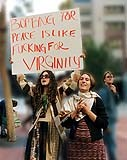 BOMBING FOR
PEACE IS LIKE
FUCKING FOR
VIRGINITY